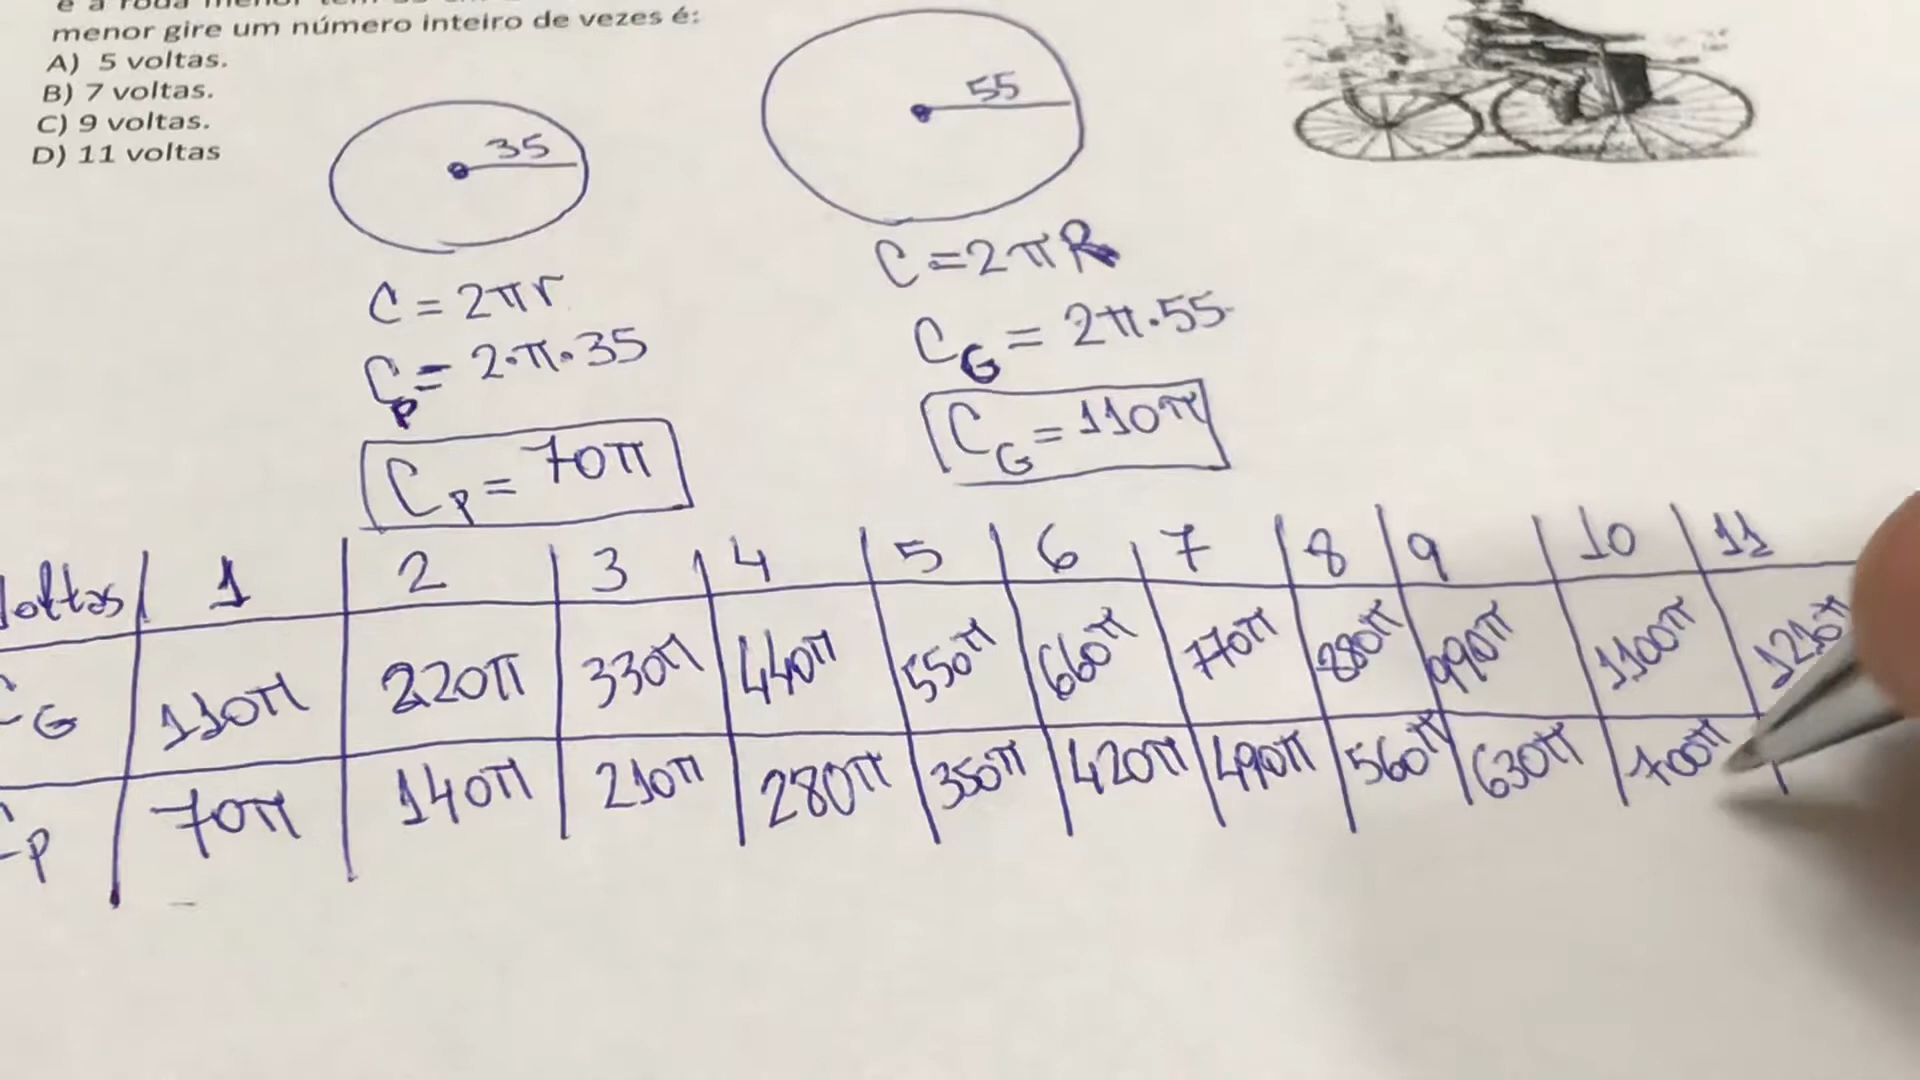 menor gire um número inteiro de vezes é:
A) 5 voltas.
B) 7 voltas.
C) 9 voltas.
D) 11 voltas
35
55
C = 2πr
C = 2πR
C_P = 2.π.35
C_G = 2π.55
C_P = 70π
C_G = 110π
oltas 1 2 3 4 5 6 7 8 9 10 11
G 110π 220π 330π 440π 550π 660π 770π 880π 990π 1100π 1210π
P 70π 140π 210π 280π 350π 420π 490π 560π 630π 700π